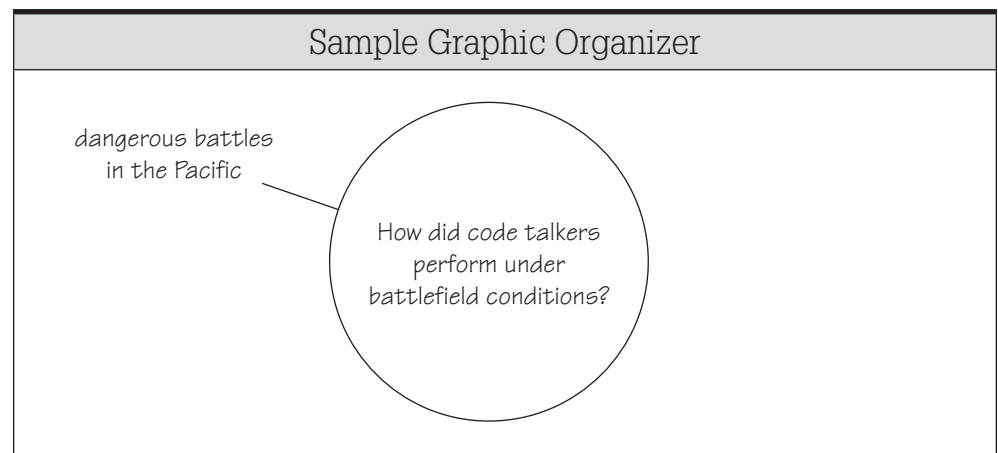 Sample Graphic Organizer
dangerous battles
in the Pacific
How did code talkers
perform under
battlefield conditions?